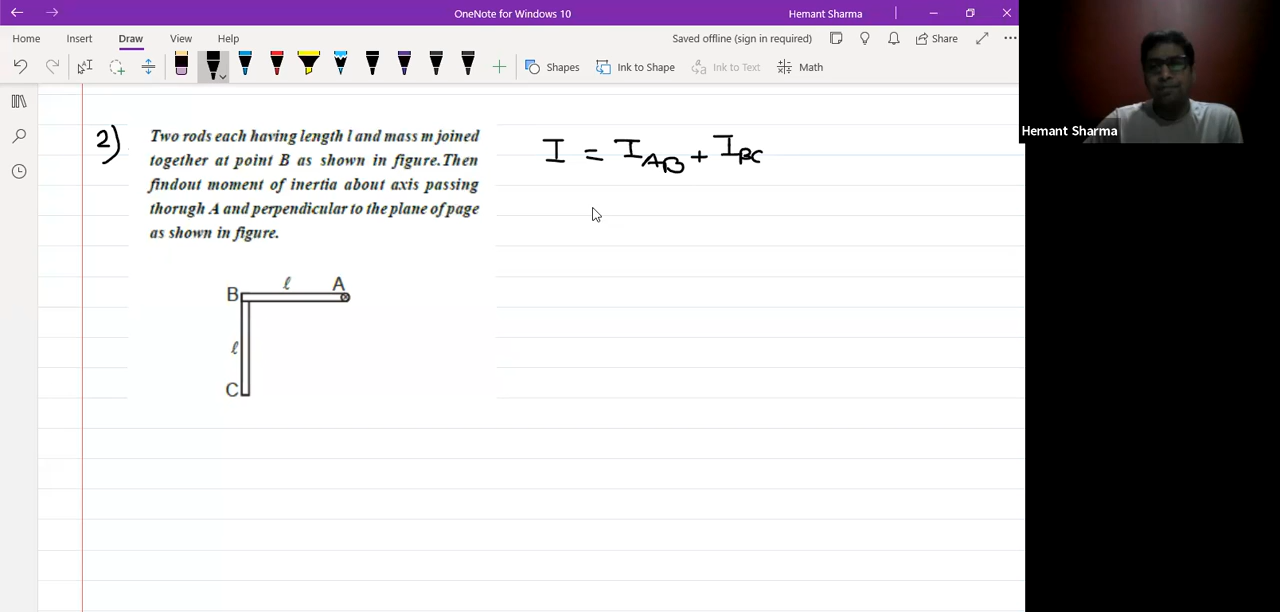 OneNote for Windows 10
Hemant Sharma
Home Insert Draw View Help
Saved offline (sign in required)
Share
Shapes
Ink to Shape
Ink to Text
Math
Hemant Sharma
2)
Two rods each having length l and mass m joined
together at point B as shown in figure.Then
findout moment of inertia about axis passing
thorugh A and perpendicular to the plane of page
as shown in figure.
I = I_AB + I_BC
ℓ A
B
ℓ
C